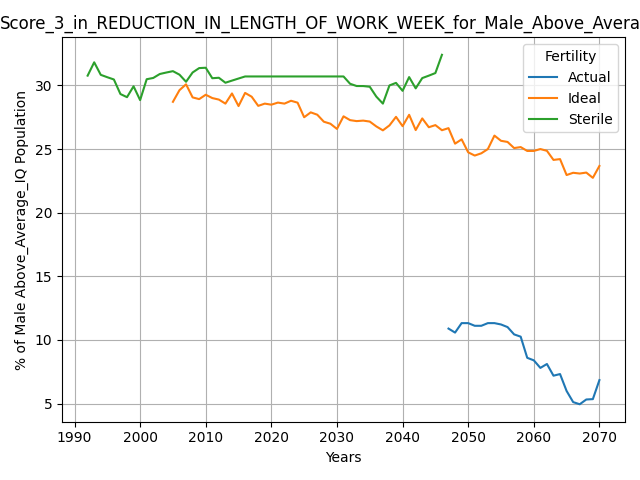 Score_3_in_REDUCTION_IN_LENGTH_OF_WORK_WEEK_for_Male_Above_Avera
Fertility
Actual
Ideal
Sterile
% of Male Above_Average_IQ Population
30
25
20
15
10
5
1990 2000 2010 2020 2030 2040 2050 2060 2070
Years